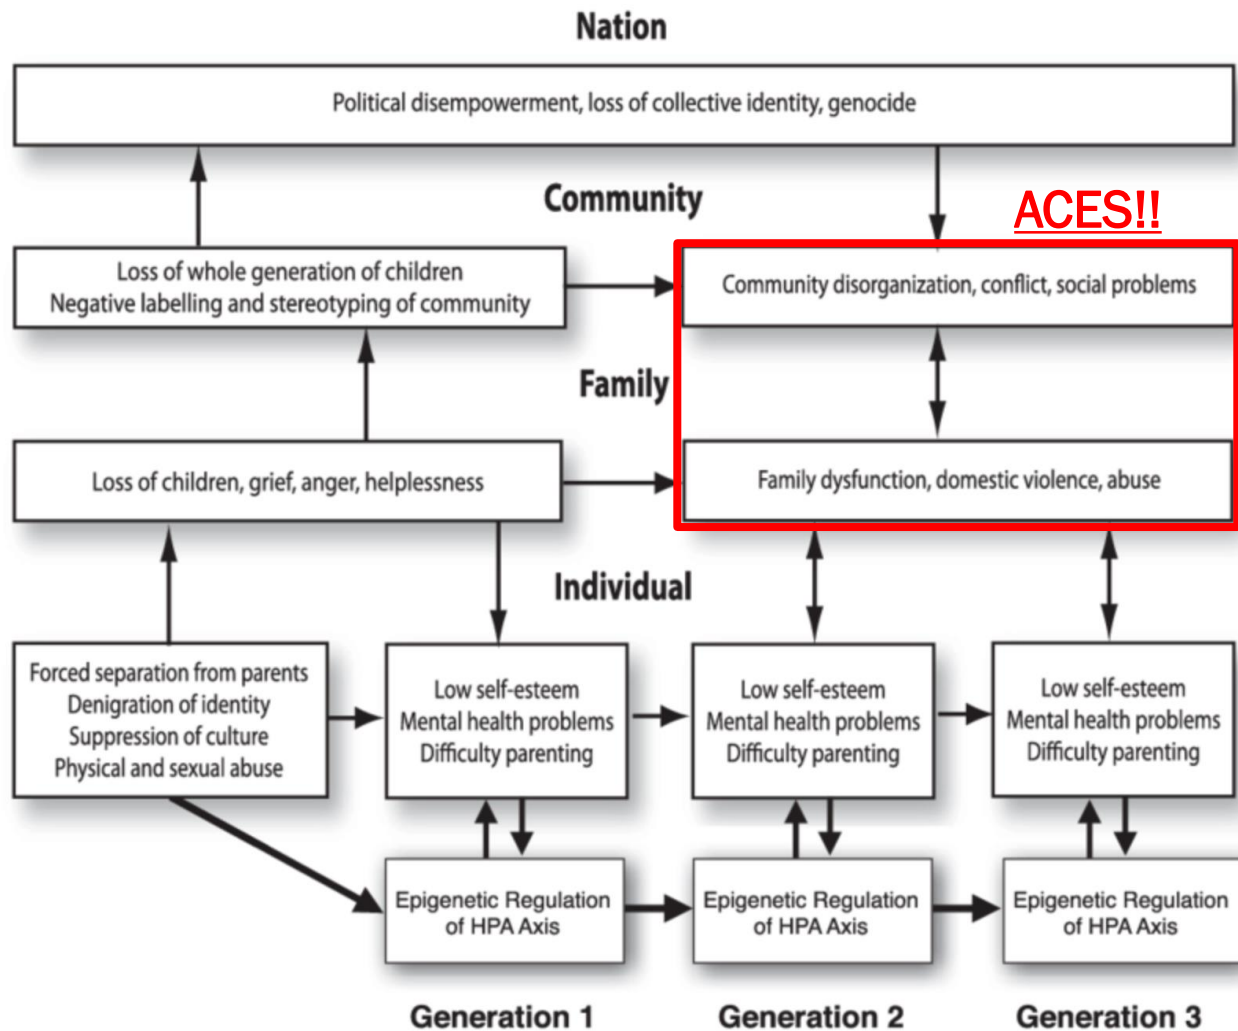 Nation
Political disempowerment, loss of collective identity, genocide
Community
ACES!!
Loss of whole generation of children
Negative labelling and stereotyping of community
Community disorganization, conflict, social problems
Family
Loss of children, grief, anger, helplessness
Family dysfunction, domestic violence, abuse
Individual
Forced separation from parents
Denigration of identity
Suppression of culture
Physical and sexual abuse
Low self-esteem
Mental health problems
Difficulty parenting
Low self-esteem
Mental health problems
Difficulty parenting
Low self-esteem
Mental health problems
Difficulty parenting
Epigenetic Regulation
of HPA Axis
Epigenetic Regulation
of HPA Axis
Epigenetic Regulation
of HPA Axis
Generation 1
Generation 2
Generation 3